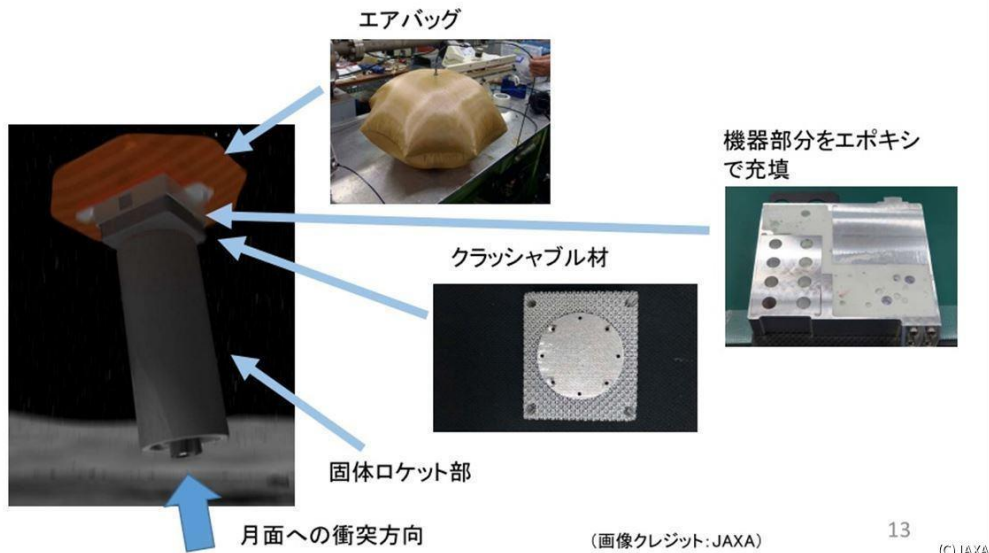 エアバッグ
機器部分をエポキシ
で充填
クラッシャブル材
固体ロケット部
月面への衝突方向
（画像クレジット：JAXA）
13
(C)JAXA